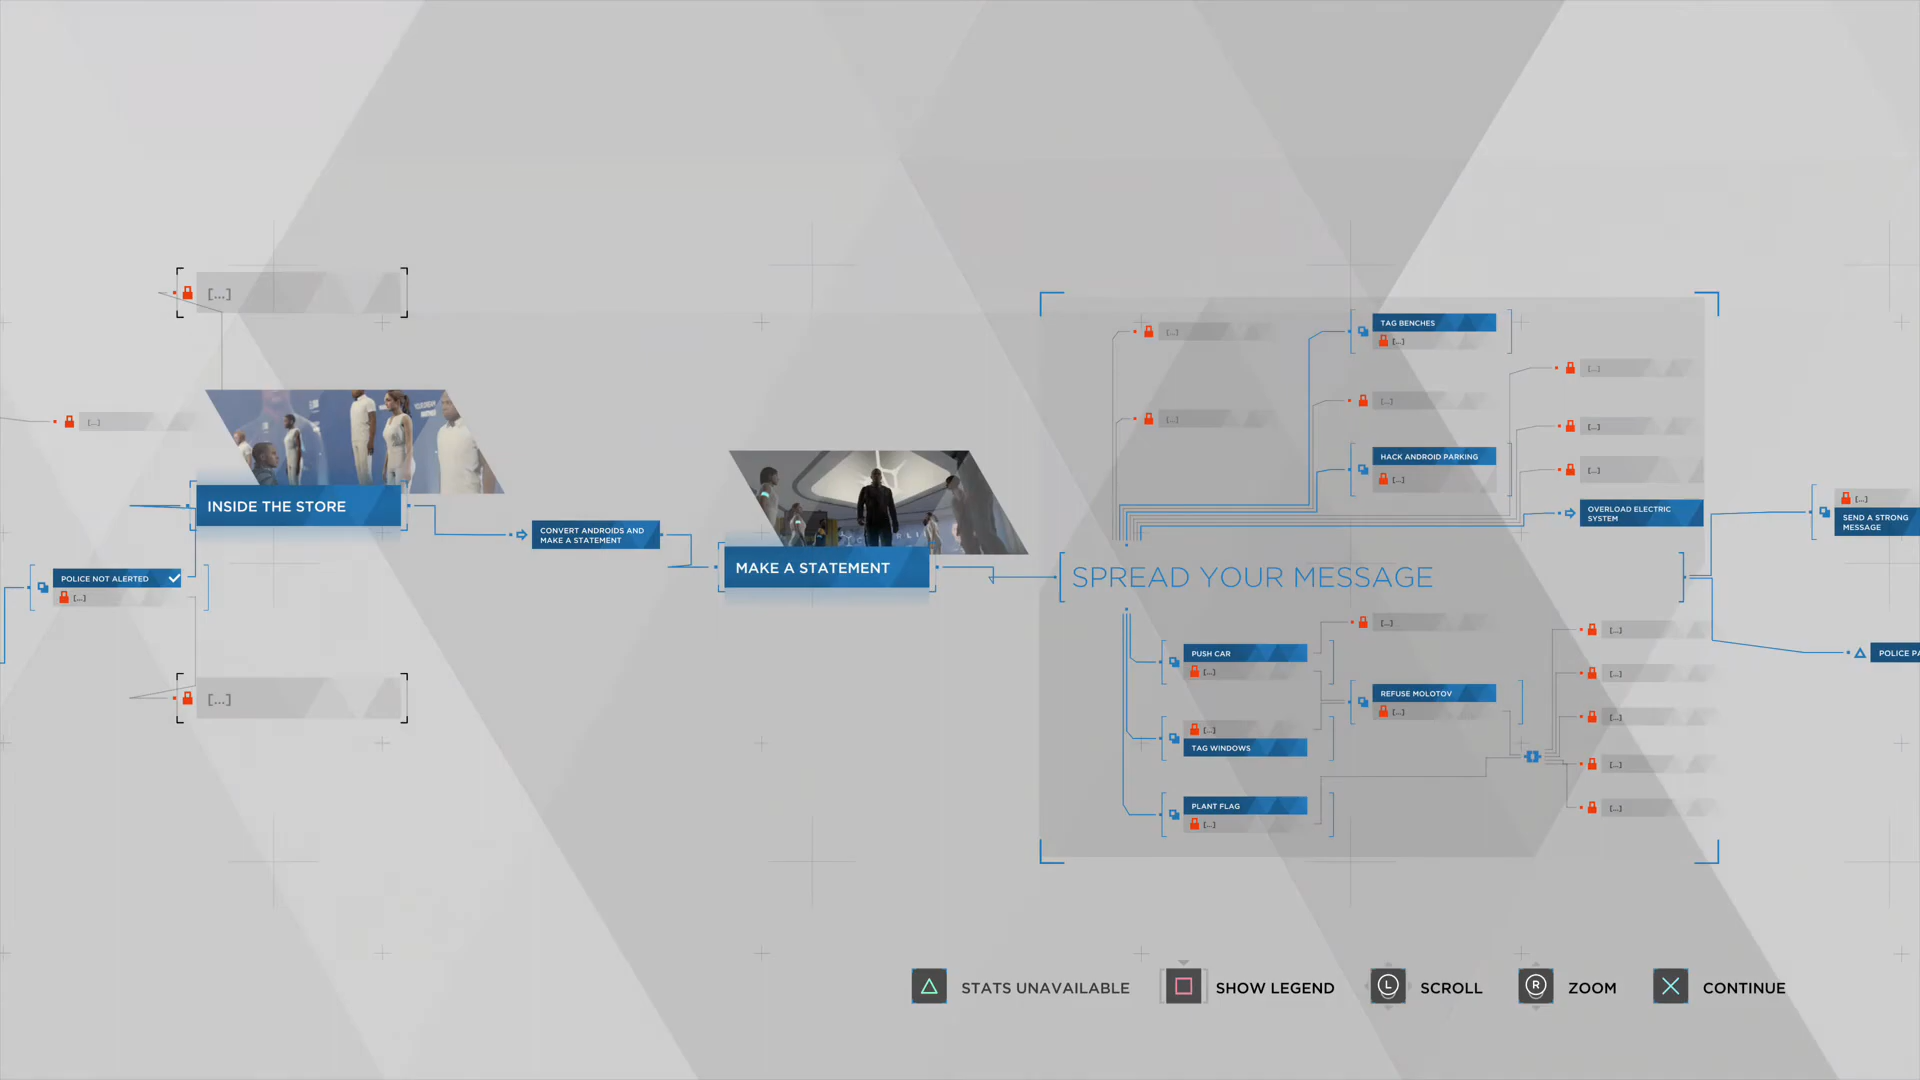 [...]
[...]
INSIDE THE STORE
POLICE NOT ALERTED
[...]
[...]
CONVERT ANDROIDS AND
MAKE A STATEMENT
MAKE A STATEMENT
SPREAD YOUR MESSAGE
[...]
[...]
TAG BENCHES
[...]
[...]
HACK ANDROID PARKING
[...]
[...]
[...]
[...]
OVERLOAD ELECTRIC
SYSTEM
PUSH CAR
[...]
[...]
TAG WINDOWS
PLANT FLAG
[...]
[...]
REFUSE MOLOTOV
[...]
[...]
[...]
[...]
[...]
[...]
[...]
SEND A STRONG
MESSAGE
POLICE PA
STATS UNAVAILABLE
SHOW LEGEND
L
SCROLL
R
ZOOM
CONTINUE